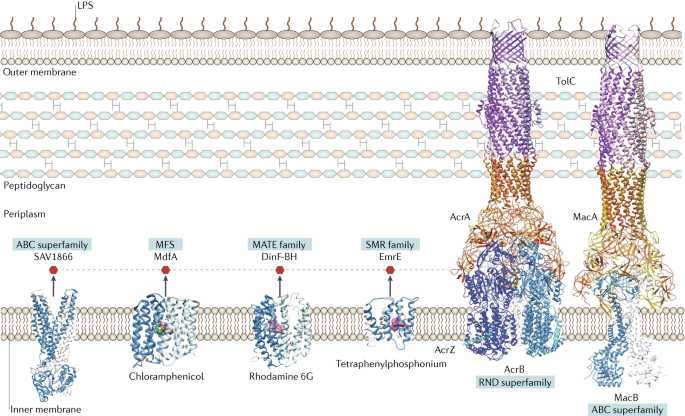 LPS
Outer membrane
TolC
Peptidoglycan
Periplasm
AcrA
MacA
ABC superfamily
SAV1866
MFS
MdfA
MATE family
DinF-BH
SMR family
EmrE
AcrZ
Tetraphenylphosphonium
Chloramphenicol
Rhodamine 6G
AcrB
RND superfamily
Inner membrane
MacB
ABC superfamily